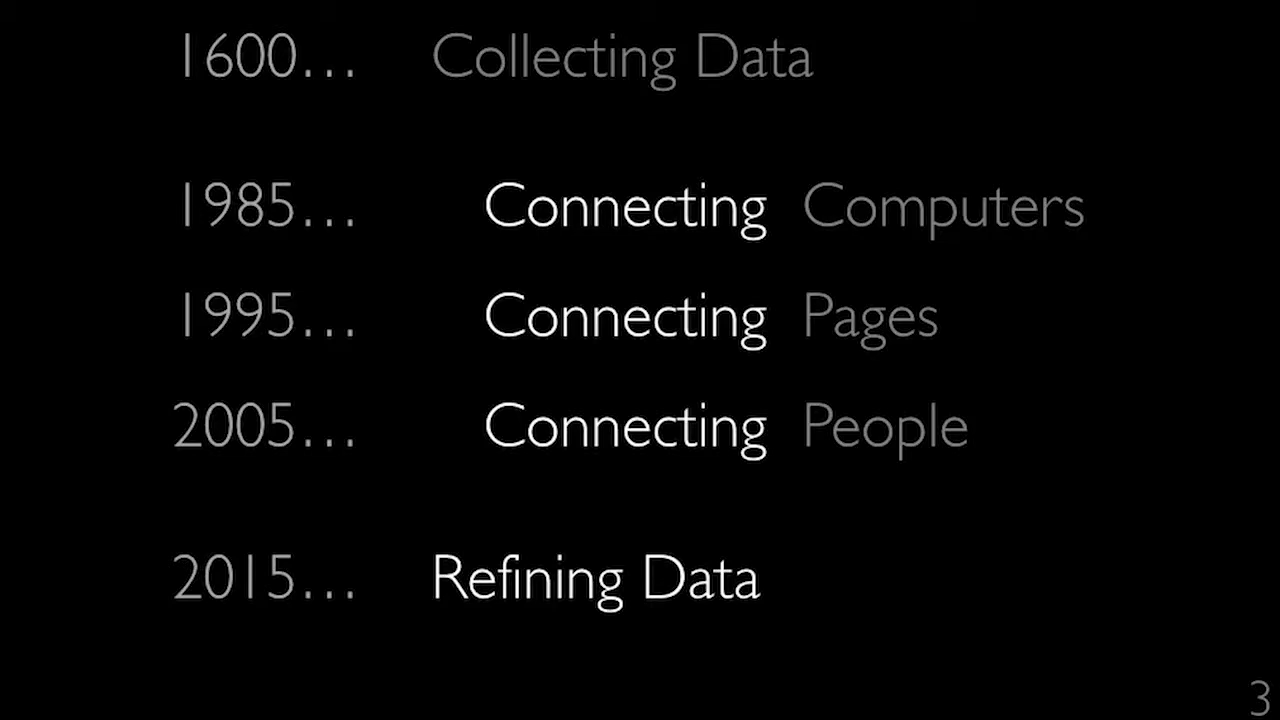 1600... Collecting Data
1985... Connecting Computers
1995... Connecting Pages
2005... Connecting People
2015... Refining Data
3